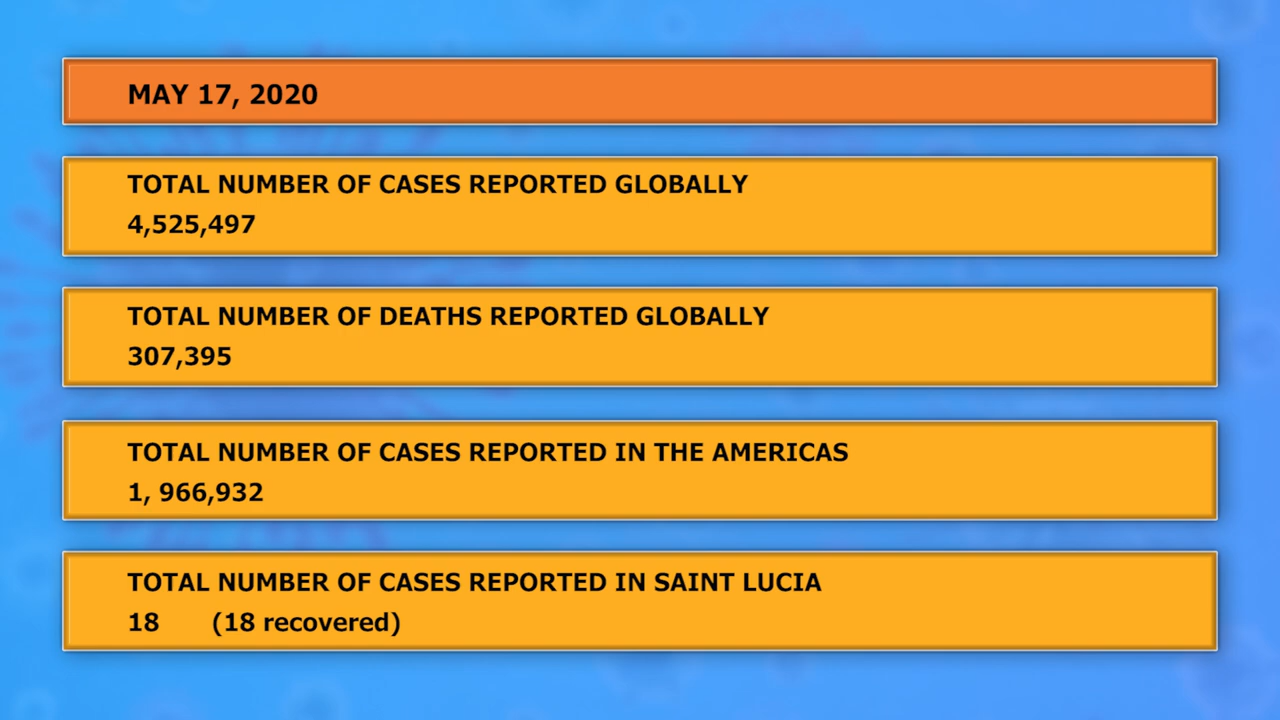 MAY 17, 2020
TOTAL NUMBER OF CASES REPORTED GLOBALLY
4,525,497
TOTAL NUMBER OF DEATHS REPORTED GLOBALLY
307,395
TOTAL NUMBER OF CASES REPORTED IN THE AMERICAS
1, 966,932
TOTAL NUMBER OF CASES REPORTED IN SAINT LUCIA
18 (18 recovered)